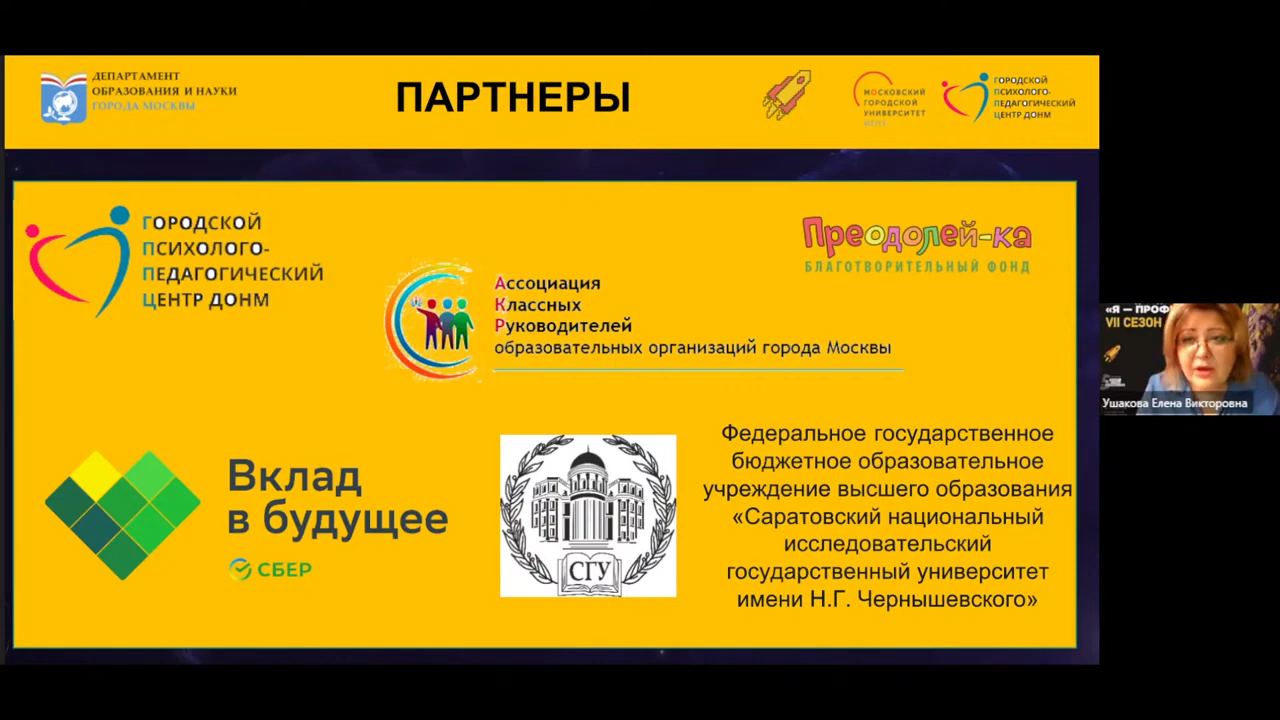 ДЕПАРТАМЕНТ
ОБРАЗОВАНИЯ И НАУКИ
ГОРОДА МОСКВЫ
ПАРТНЕРЫ
МОСКОВСКИЙ
ГОРОДСКОЙ
УНИВЕРСИТЕТ
ГОРОДСКОЙ
ПСИХОЛОГО-
ПЕДАГОГИЧЕСКИЙ
ЦЕНТР ДОНМ
ГОРОДСКОЙ
ПСИХОЛОГО-
ПЕДАГОГИЧЕСКИЙ
ЦЕНТР ДОНМ
Преодолей-ка
БЛАГОТВОРИТЕЛЬНЫЙ ФОНД
Ассоциация
Классных
Руководителей
образовательных организаций города Москвы
«Я — ПРОФ
VII СЕЗОН
Ушакова Елена Викторовна
Вклад
в будущее
СБЕР
СГУ
Федеральное государственное
бюджетное образовательное
учреждение высшего образования
«Саратовский национальный
исследовательский
государственный университет
имени Н.Г. Чернышевского»